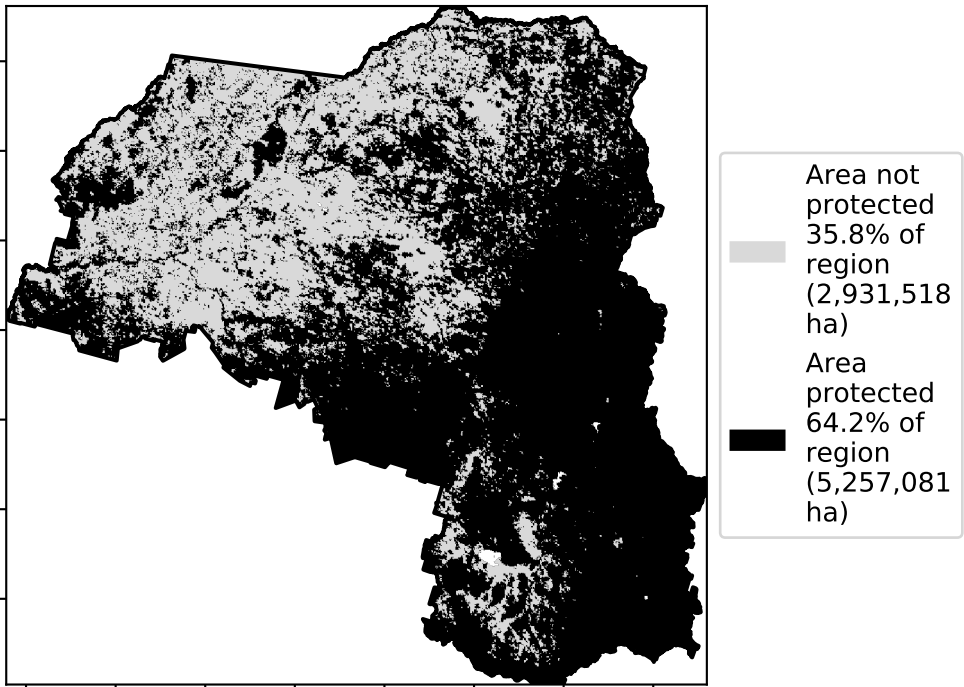 Area not
protected
35.8% of
region
(2,931,518
ha)
Area
protected
64.2% of
region
(5,257,081
ha)